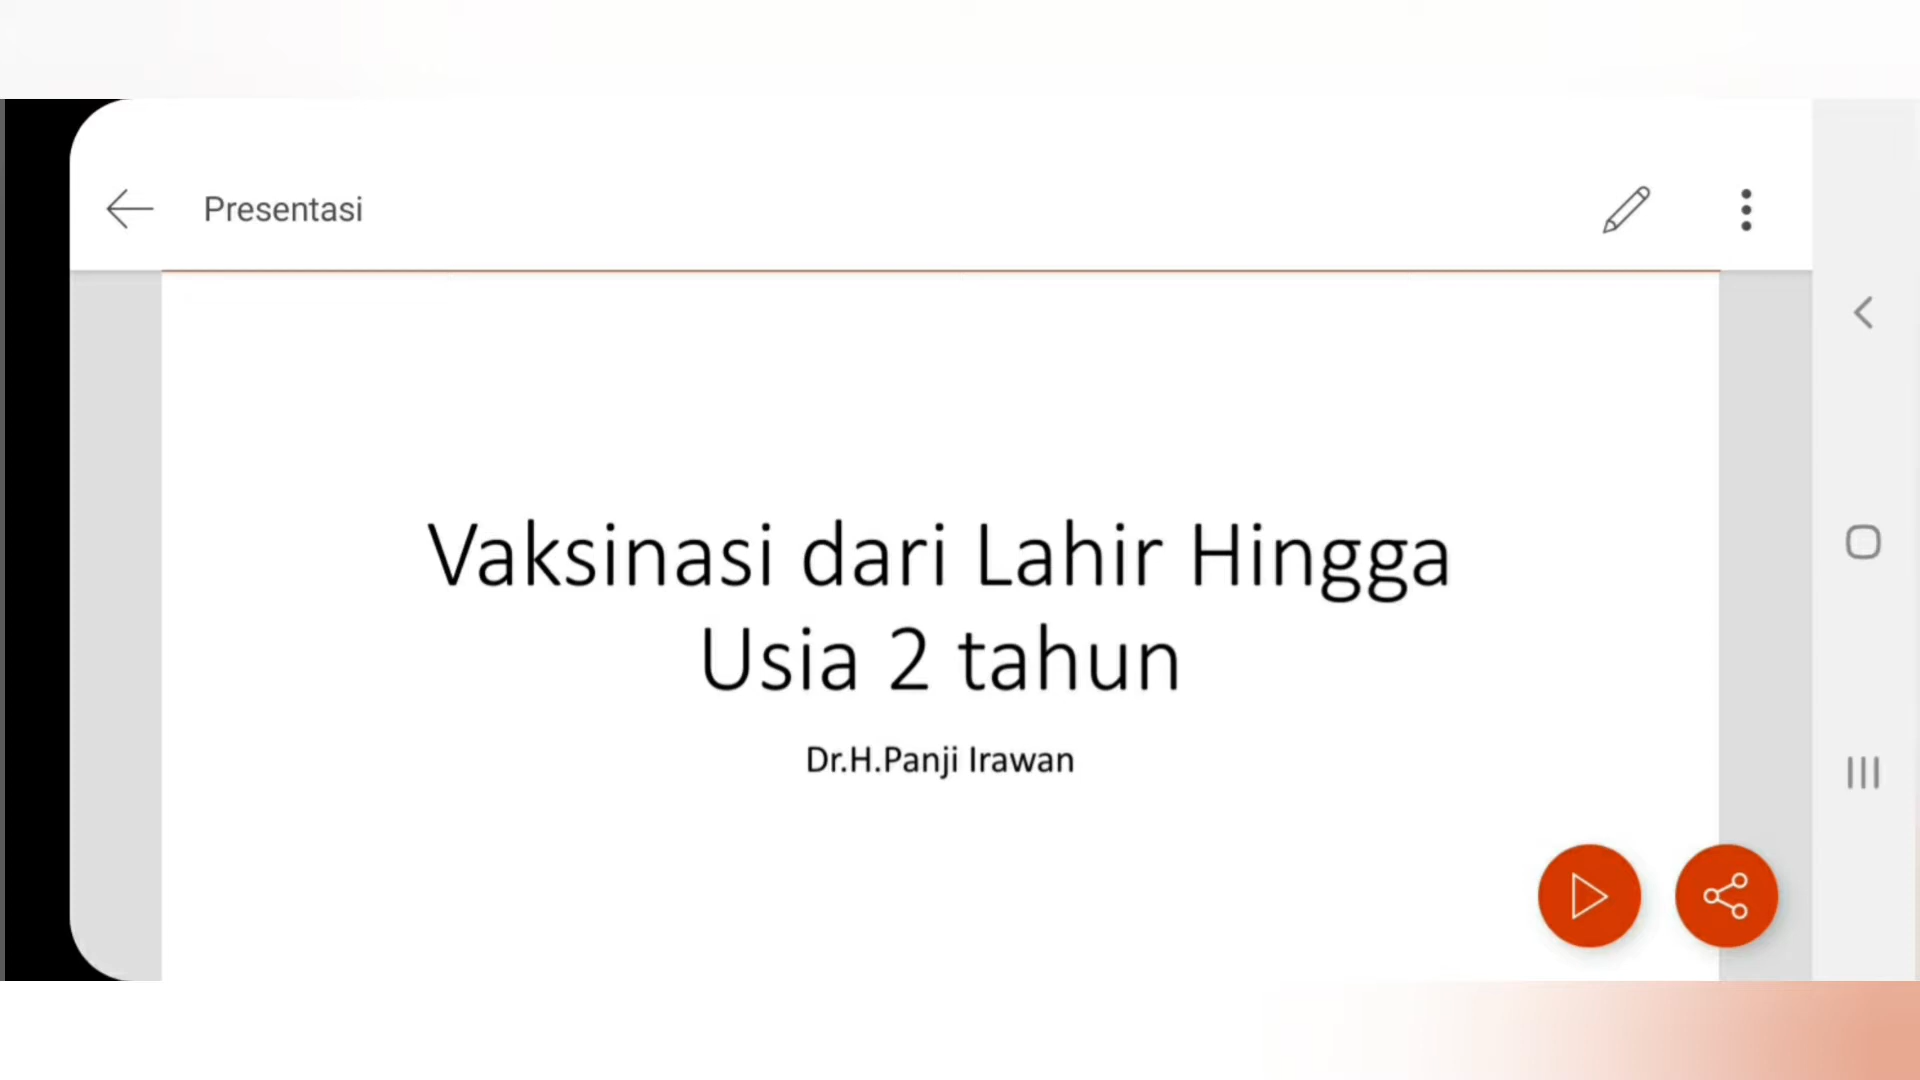 Presentasi
Vaksinasi dari Lahir Hingga
Usia 2 tahun
Dr.H.Panji Irawan